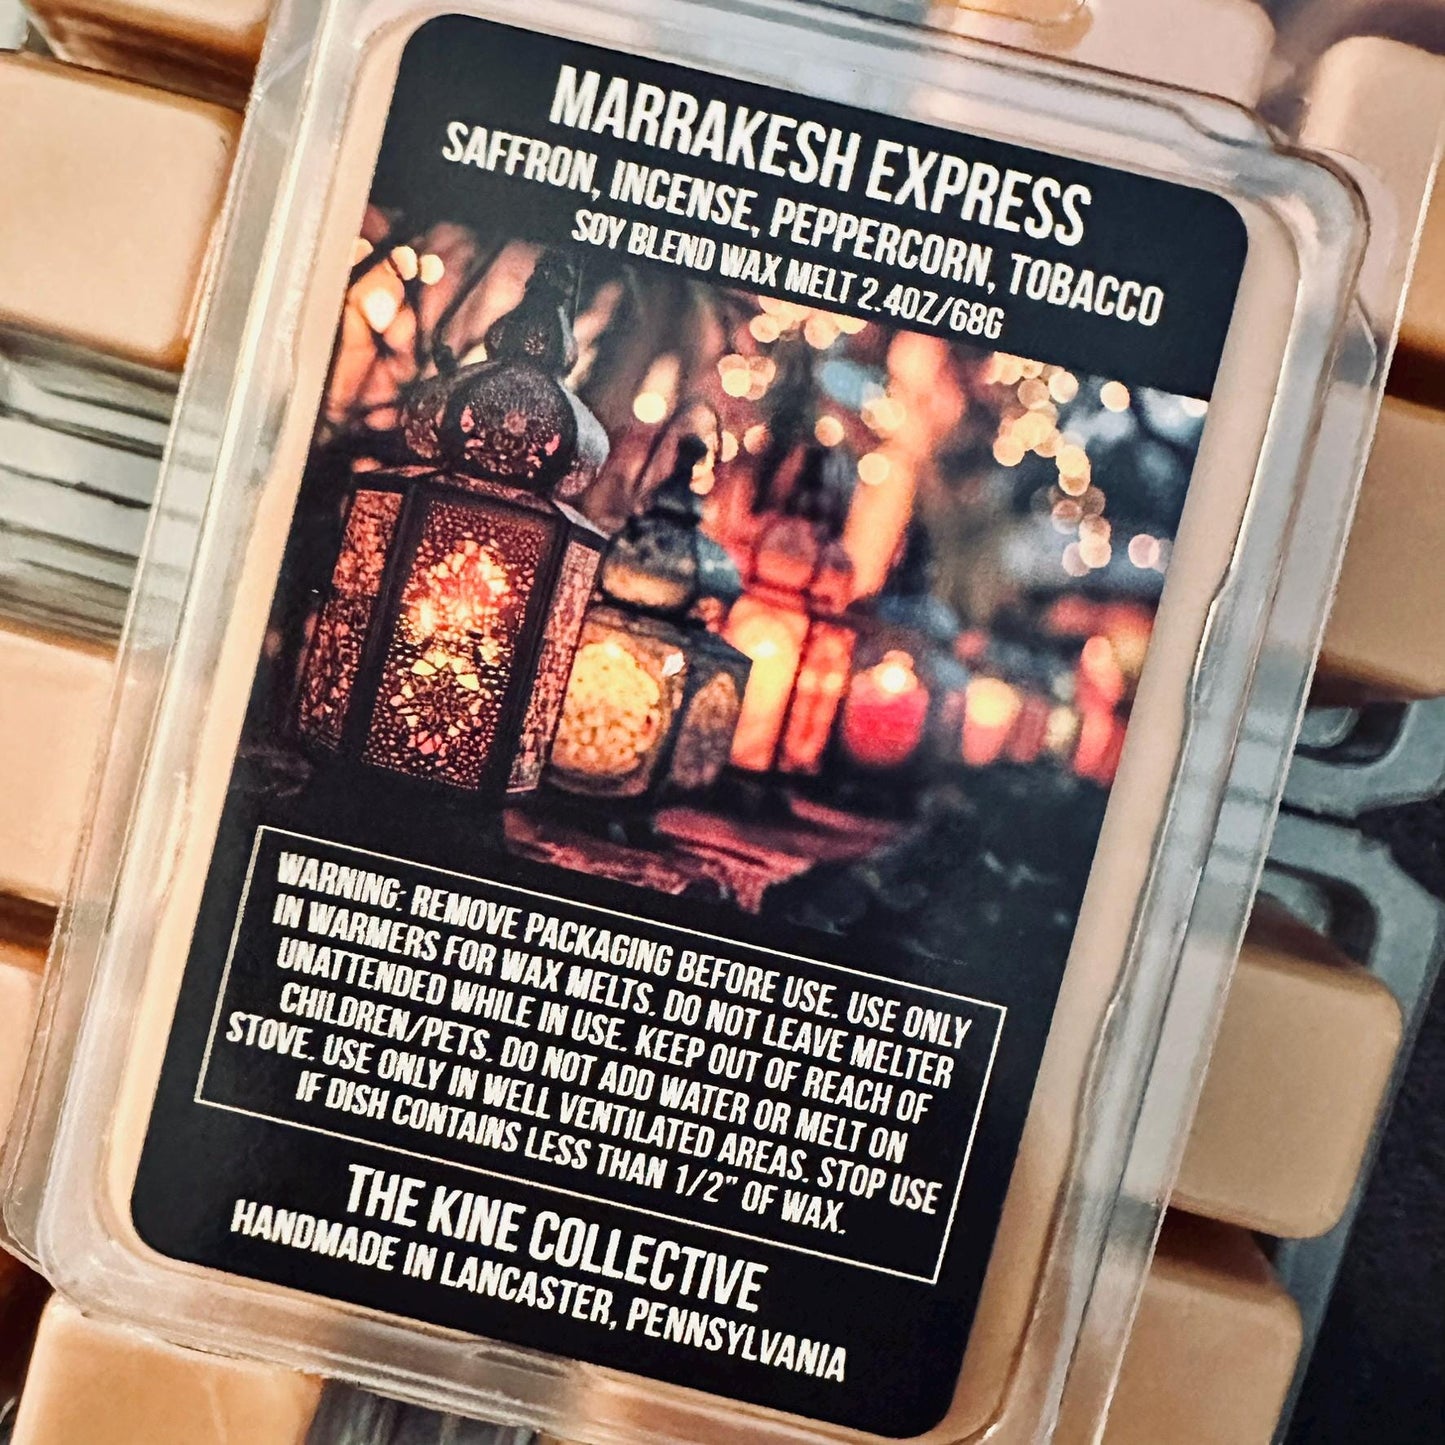 MARRAKESH EXPRESS
SAFFRON, INCENSE, PEPPERCORN, TOBACCO
SOY BLEND WAX MELT 2.4OZ/68G
WARNING: REMOVE PACKAGING BEFORE USE. USE ONLY
IN WARMERS FOR WAX MELTS. DO NOT LEAVE MELTER
UNATTENDED WHILE IN USE. KEEP OUT OF REACH OF
CHILDREN/PETS. DO NOT ADD WATER OR MELT ON
STOVE. USE ONLY IN WELL VENTILATED AREAS. STOP USE
IF DISH CONTAINS LESS THAN 1/2" OF WAX.
THE KINE COLLECTIVE
HANDMADE IN LANCASTER, PENNSYLVANIA